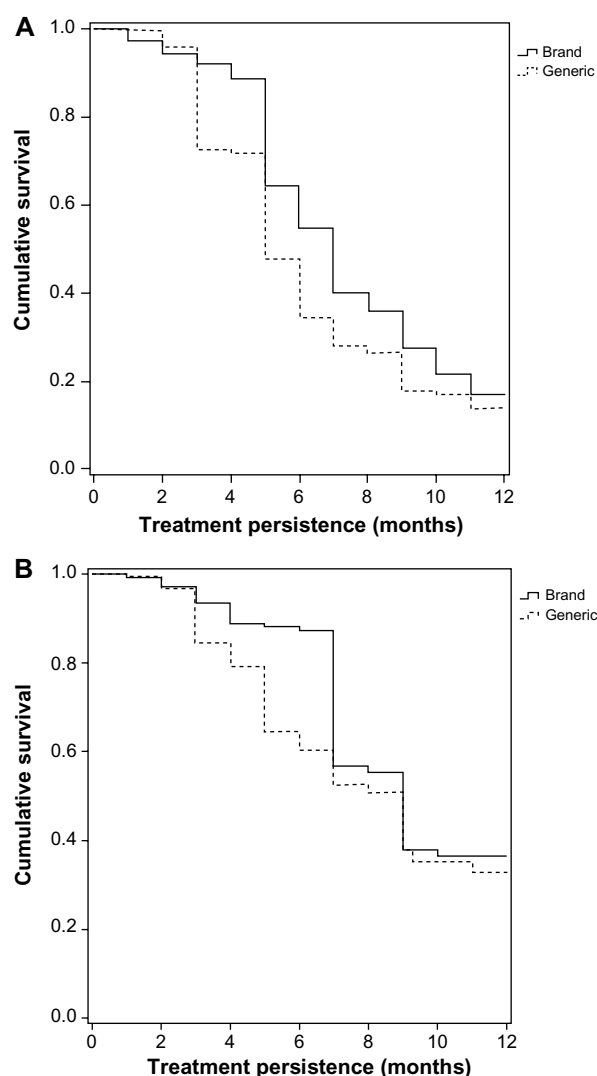 A
1.0
0.8
0.6
0.4
0.2
0.0
Cumulative survival
0 2 4 6 8 10 12
Treatment persistence (months)
Brand
Generic
B
1.0
0.8
0.6
0.4
0.2
0.0
Cumulative survival
0 2 4 6 8 10 12
Treatment persistence (months)
Brand
Generic